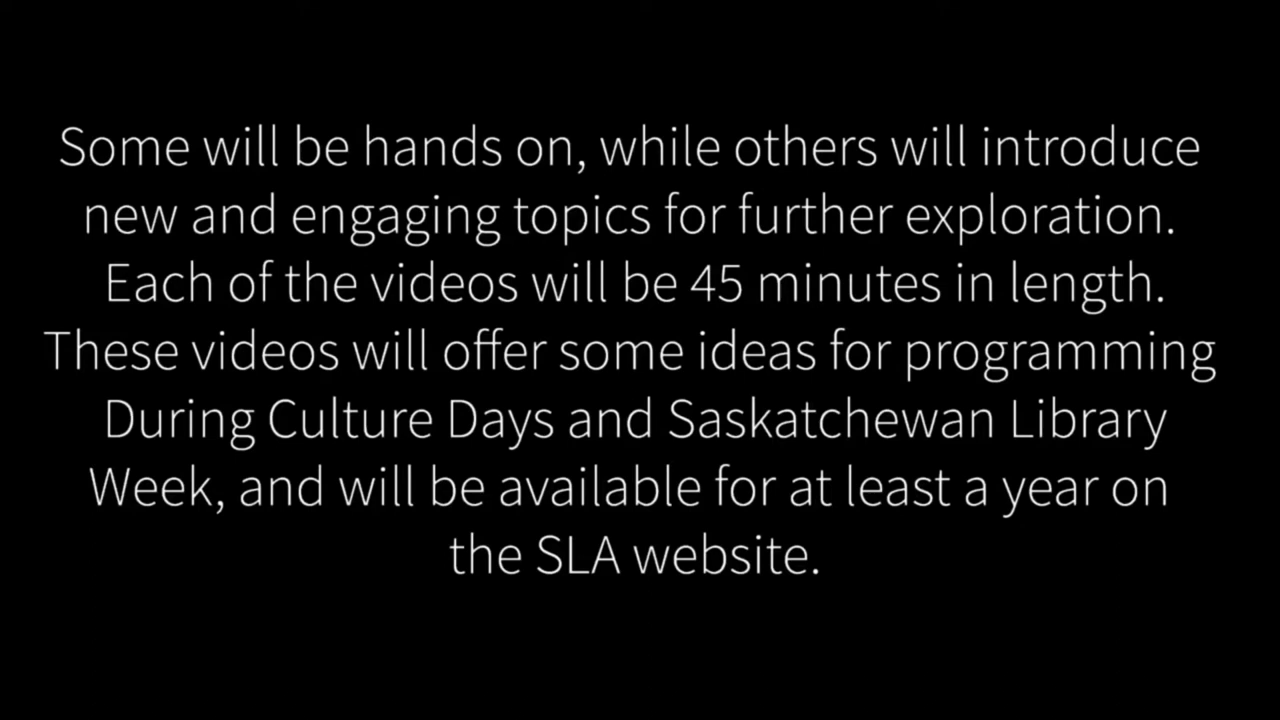 Some will be hands on, while others will introduce
new and engaging topics for further exploration.
Each of the videos will be 45 minutes in length.
These videos will offer some ideas for programming
During Culture Days and Saskatchewan Library
Week, and will be available for at least a year on
the SLA website.